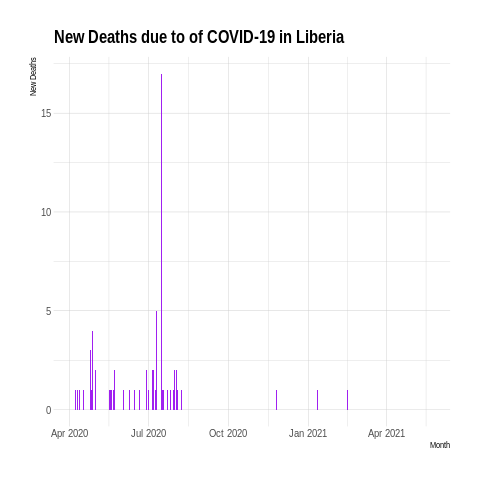 New Deaths due to of COVID-19 in Liberia
New Deaths
15
10
5
0
Apr 2020 Jul 2020 Oct 2020 Jan 2021 Apr 2021
Month